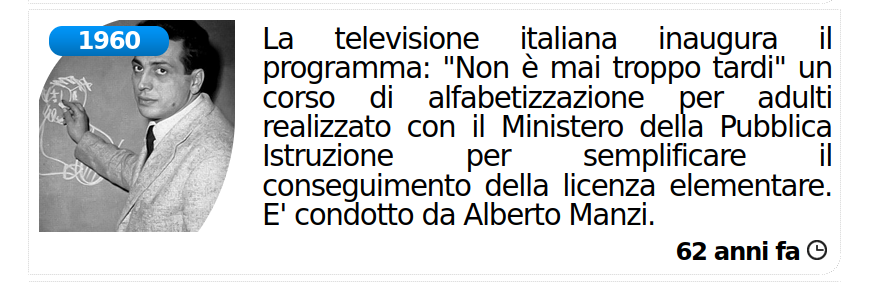 1960
La televisione italiana inaugura il
programma: "Non è mai troppo tardi" un
corso di alfabetizzazione per adulti
realizzato con il Ministero della Pubblica
Istruzione per semplificare il
conseguimento della licenza elementare.
E' condotto da Alberto Manzi.
62 anni fa